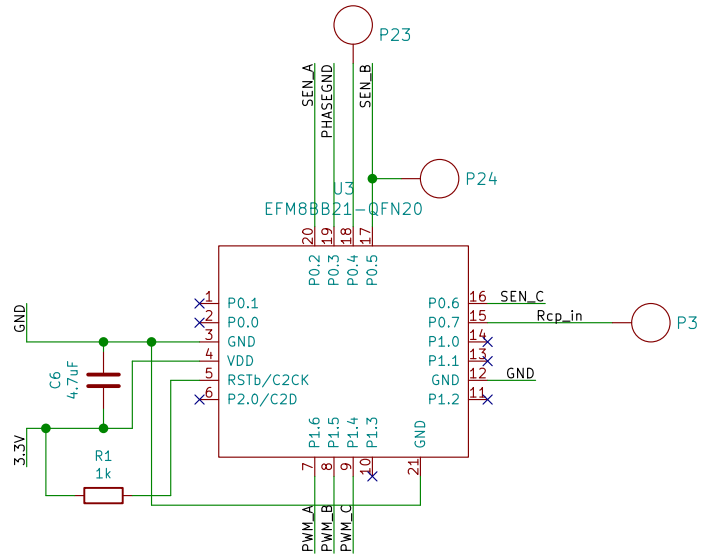 P23
SEN_A
PHASEGND
SEN_B
P24
U3
EFM8BB21-QFN20
20
19
18
17
P0.2
P0.3
P0.4
P0.5
1
P0.1
2
P0.0
3
GND
4
VDD
5
RSTb/C2CK
6
P2.0/C2D
16
P0.6
SEN_C
15
P0.7
Rcp_in
P3
14
P1.0
13
P1.1
12
GND
GND
11
P1.2
GND
C6
4.7uF
3.3V
R1
1k
P1.6
P1.5
P1.4
P1.3
GND
7
8
9
10
21
PWM_A
PWM_B
PWM_C